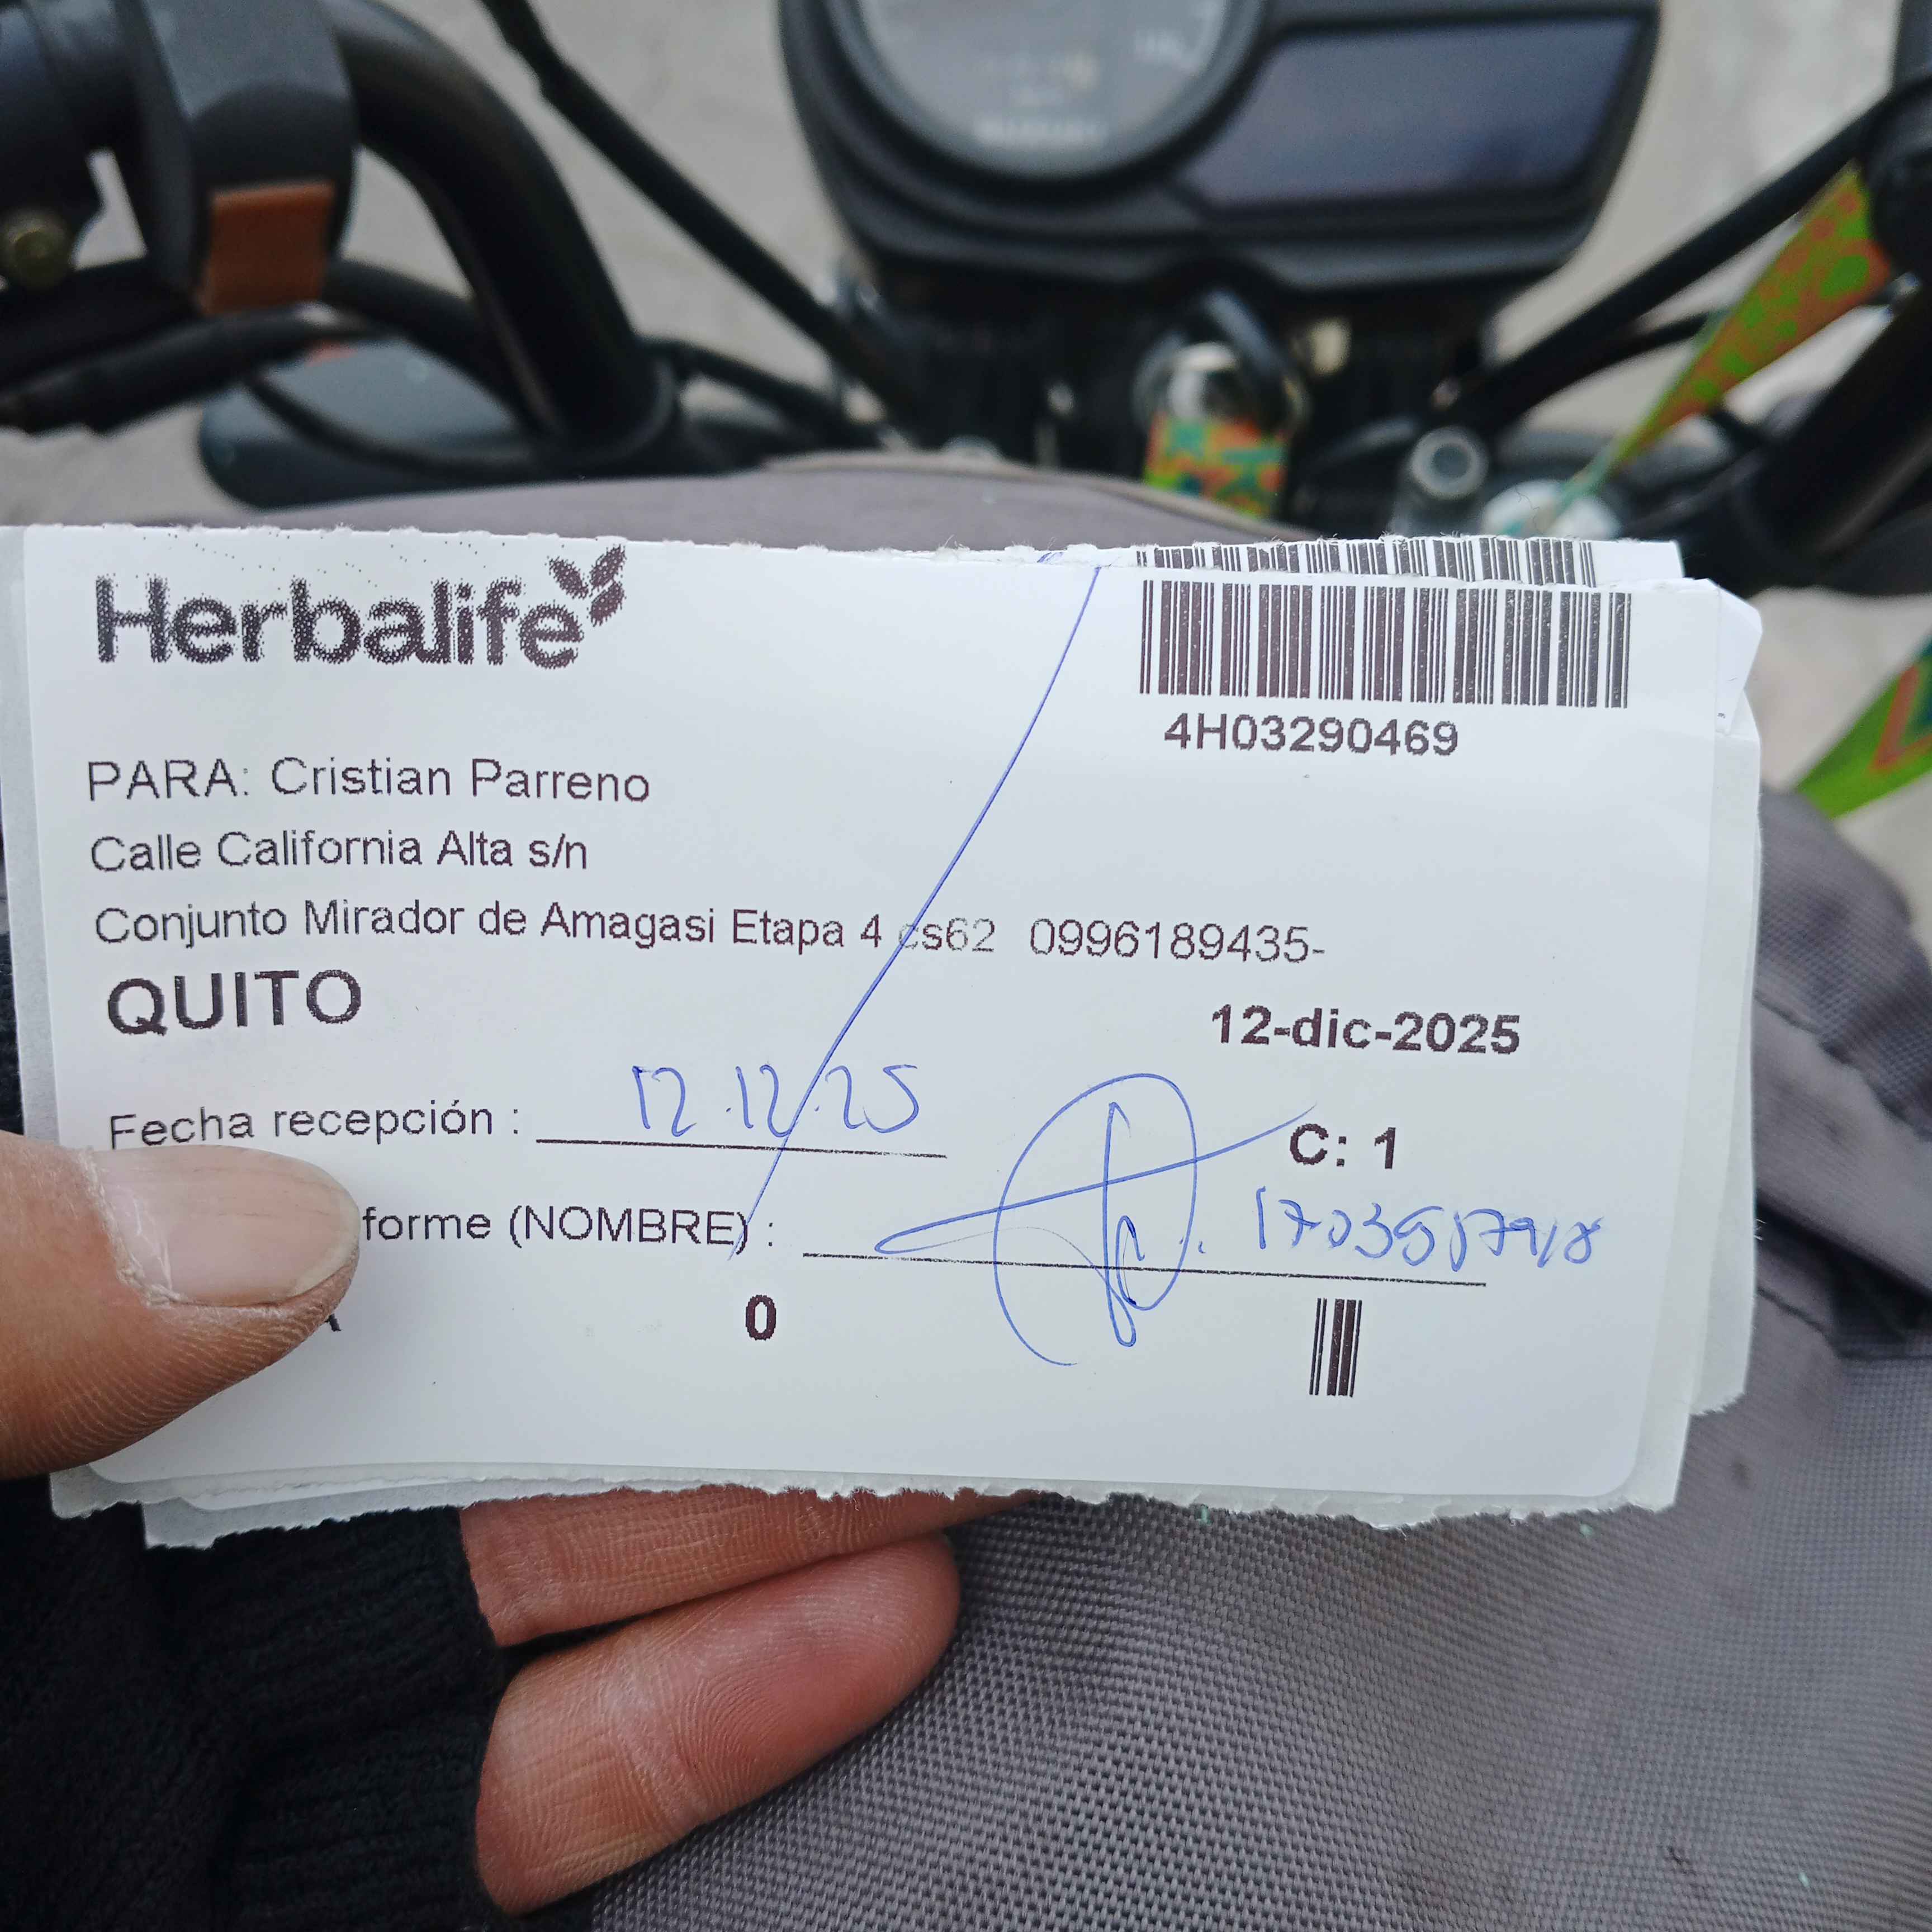 Herbalife
4H03290469
PARA: Cristian Parreno
Calle California Alta s/n
Conjunto Mirador de Amagasi Etapa 4 cs62 0996189435-
QUITO
12-dic-2025
Fecha recepción : 12.12.25
C: 1
forme (NOMBRE) :
0